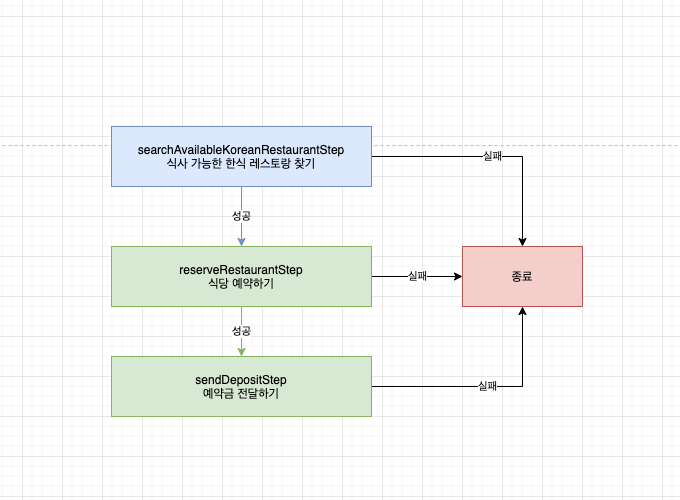 searchAvailableKoreanRestaurantStep
식사 가능한 한식 레스토랑 찾기
실패
성공
reserveRestaurantStep
식당 예약하기
실패
종료
성공
sendDepositStep
예약금 전달하기
실패